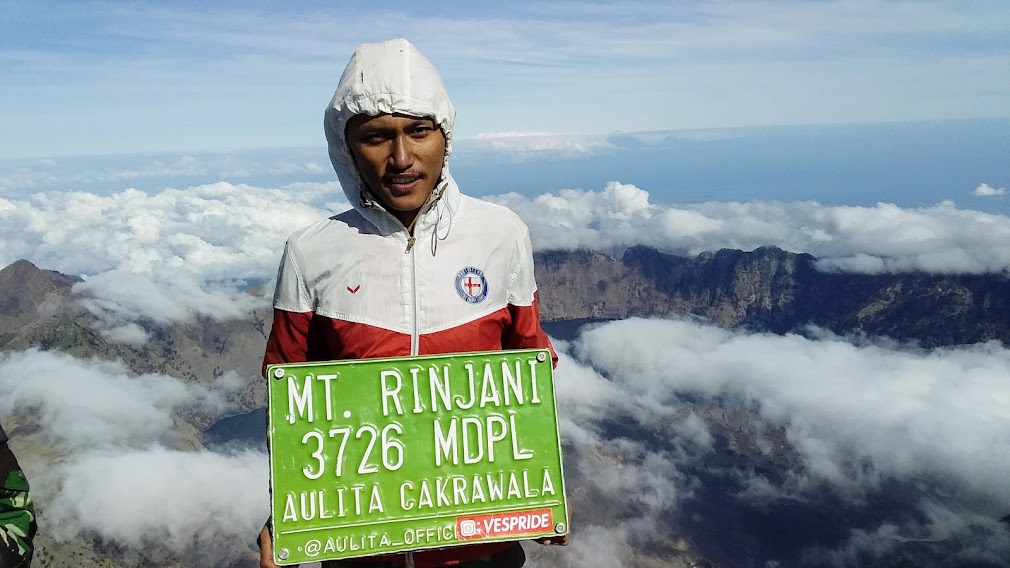 MT. RINJANI
3726 MDPL
AULITA CAKRAWALA
@AULITA_OFFIC
: VESPRIDE